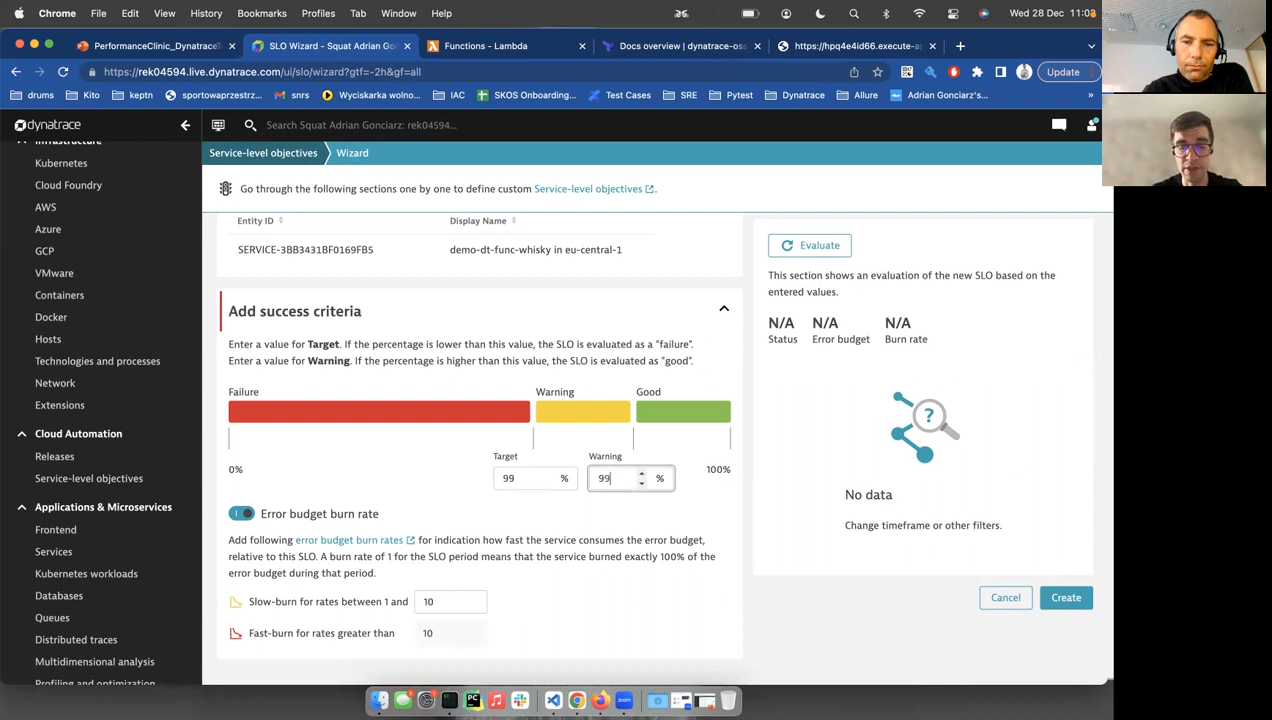 Chrome File Edit View History Bookmarks Profiles Tab Window Help Wed 28 Dec
PerformanceClinic_DynatraceT
SLO Wizard - Squat Adrian Gon
Functions - Lambda
Docs overview | dynatrace-os
https://hpq4e4id66.execute-a
https://rek04594.live.dynatrace.com/ui/slo/wizard?gtf=-2h&gf=all
Update
drums Kito keptn sportowaprzestrz... snrs Wyciskarka wolno... IAC SKOS Onboarding... Test Cases SRE Pytest Dynatrace Allure Adrian Gonciarz's...
dynatrace
Search Squat Adrian Gonciarz: rek04594...
Infrastructure
Kubernetes
Cloud Foundry
AWS
Azure
GCP
VMware
Containers
Docker
Hosts
Technologies and processes
Network
Extensions
Cloud Automation
Releases
Service-level objectives
Applications & Microservices
Frontend
Services
Kubernetes workloads
Databases
Queues
Distributed traces
Multidimensional analysis
Profiling and optimization
Service-level objectives Wizard
Go through the following sections one by one to define custom Service-level objectives.
Entity ID Display Name
SERVICE-3BB3431BF0169FB5 demo-dt-func-whisky in eu-central-1
Add success criteria
Enter a value for Target. If the percentage is lower than this value, the SLO is evaluated as a "failure".
Enter a value for Warning. If the percentage is higher than this value, the SLO is evaluated as "good".
Failure Warning Good
Target Warning
0% 99 % 99 % 100%
Error budget burn rate
Add following error budget burn rates for indication how fast the service consumes the error budget,
relative to this SLO. A burn rate of 1 for the SLO period means that the service burned exactly 100% of the
error budget during that period.
Slow-burn for rates between 1 and 10
Fast-burn for rates greater than 10
Evaluate
This section shows an evaluation of the new SLO based on the
entered values.
N/A N/A N/A
Status Error budget Burn rate
?
No data
Change timeframe or other filters.
Cancel Create